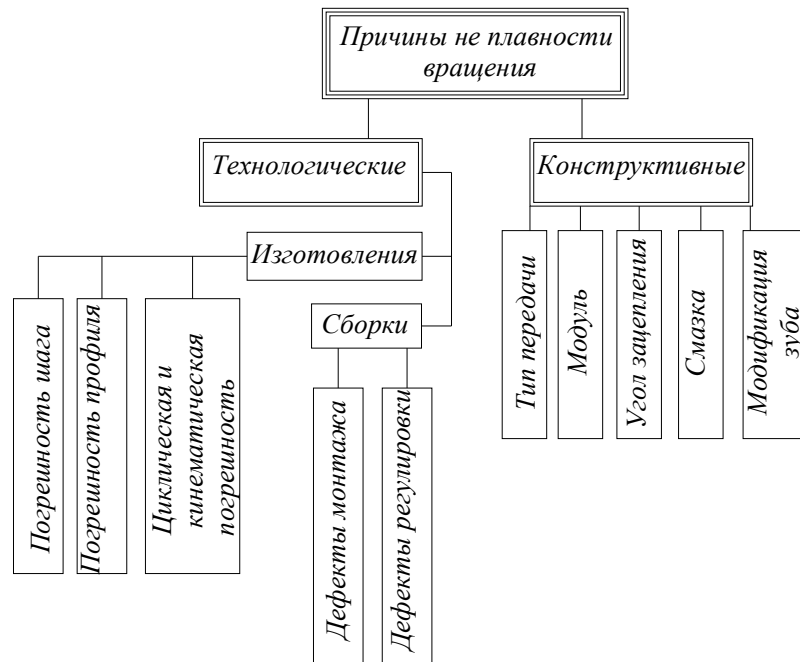 Причины не плавности
вращения
Технологические
Конструктивные
Изготовления
Сборки
Погрешность шага
Погрешность профиля
Циклическая и
кинематическая
погрешность
Дефекты монтажа
Дефекты регулировки
Тип передачи
Модуль
Угол зацепления
Смазка
Модификация
зуба